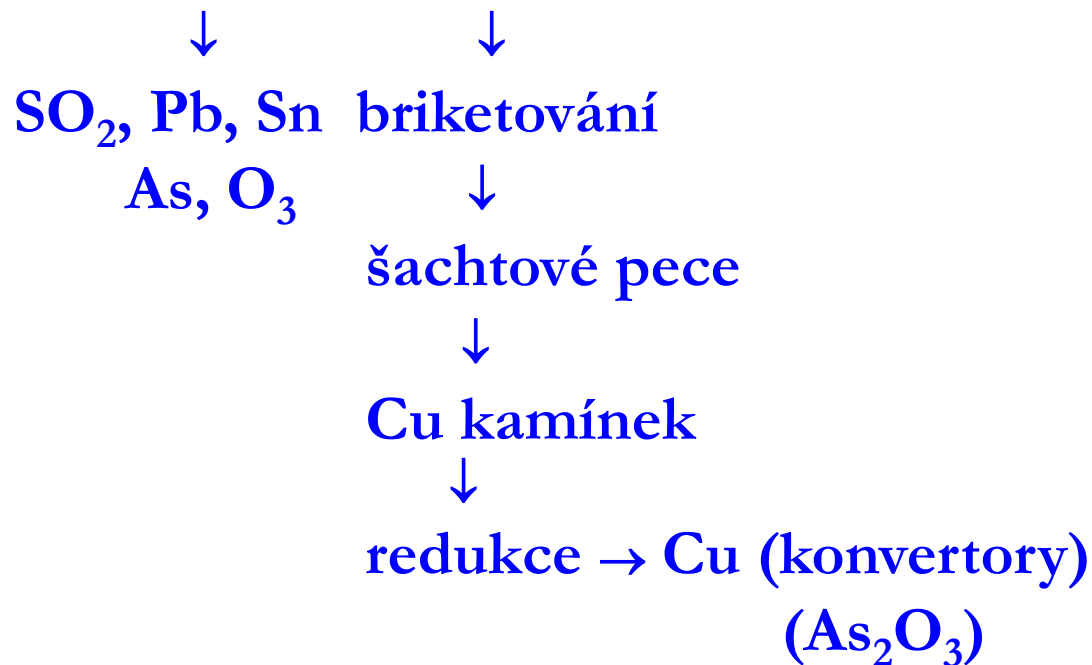 ↓ ↓
SO₂, Pb, Sn briketování
↓
As, O₃
šachtové pece
↓
Cu kamínek
↓
redukce → Cu (konvertory)
(As₂O₃)